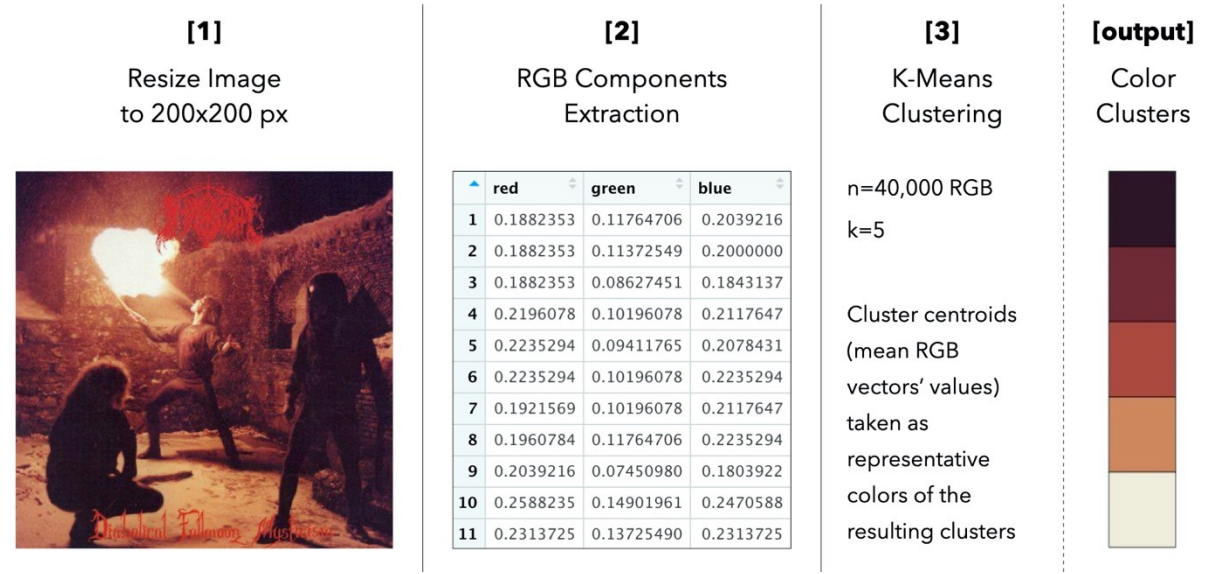 [1]
Resize Image
to 200x200 px
Diabolical Fullmoon Mysticism
[2]
RGB Components
Extraction
red green blue
1 0.1882353 0.11764706 0.2039216
2 0.1882353 0.11372549 0.2000000
3 0.1882353 0.08627451 0.1843137
4 0.2196078 0.10196078 0.2117647
5 0.2235294 0.09411765 0.2078431
6 0.2235294 0.10196078 0.2235294
7 0.1921569 0.10196078 0.2117647
8 0.1960784 0.11764706 0.2235294
9 0.2039216 0.07450980 0.1803922
10 0.2588235 0.14901961 0.2470588
11 0.2313725 0.13725490 0.2313725
[3]
K-Means
Clustering
n=40,000 RGB
k=5
Cluster centroids
(mean RGB
vectors’ values)
taken as
representative
colors of the
resulting clusters
[output]
Color
Clusters